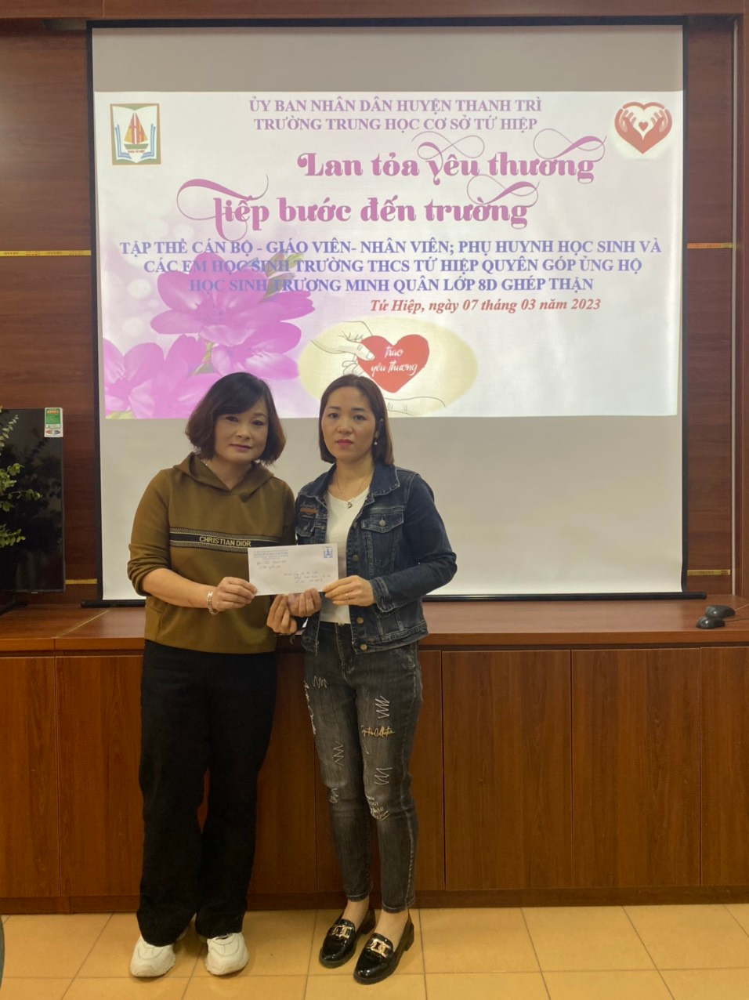 ỦY BAN NHÂN DÂN HUYỆN THANH TRÌ
TRƯỜNG TRUNG HỌC CƠ SỞ TỨ HIỆP
Lan tỏa yêu thương
tiếp bước đến trường
TẬP THỂ CÁN BỘ - GIÁO VIÊN- NHÂN VIÊN; PHỤ HUYNH HỌC SINH VÀ
CÁC EM HỌC SINH TRƯỜNG THCS TỨ HIỆP QUYÊN GÓP ỦNG HỘ
HỌC SINH TRƯƠNG MINH QUÂN LỚP 8D GHÉP THẬN
Tứ Hiệp, ngày 07 tháng 03 năm 2023
trao
yêu thương
CHRISTIAN DIOR